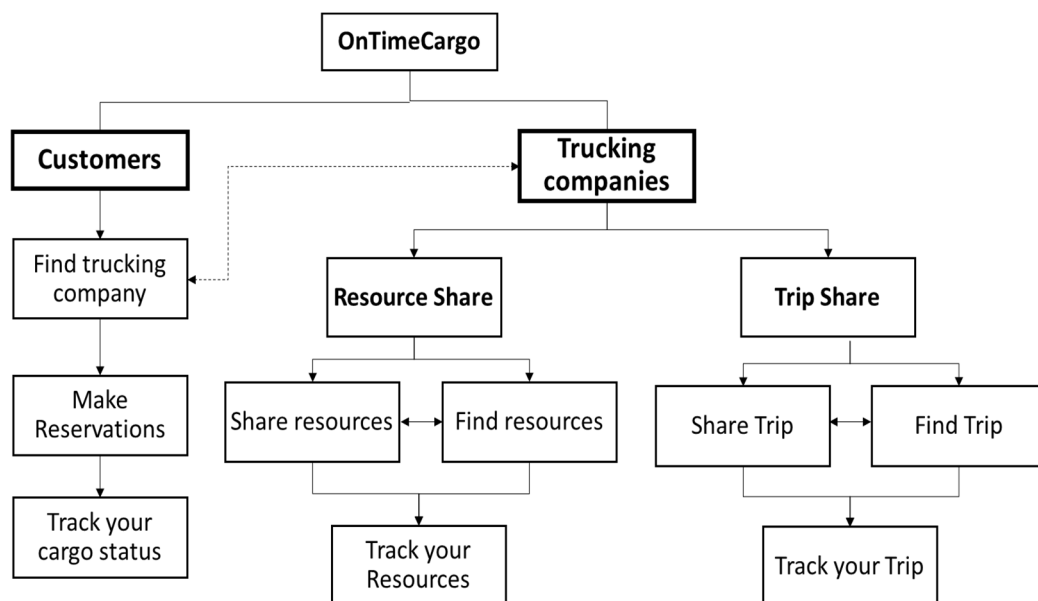 OnTimeCargo
Customers
Trucking
companies
Find trucking
company
Resource Share
Trip Share
Make
Reservations
Share resources
Find resources
Share Trip
Find Trip
Track your
cargo status
Track your
Resources
Track your Trip